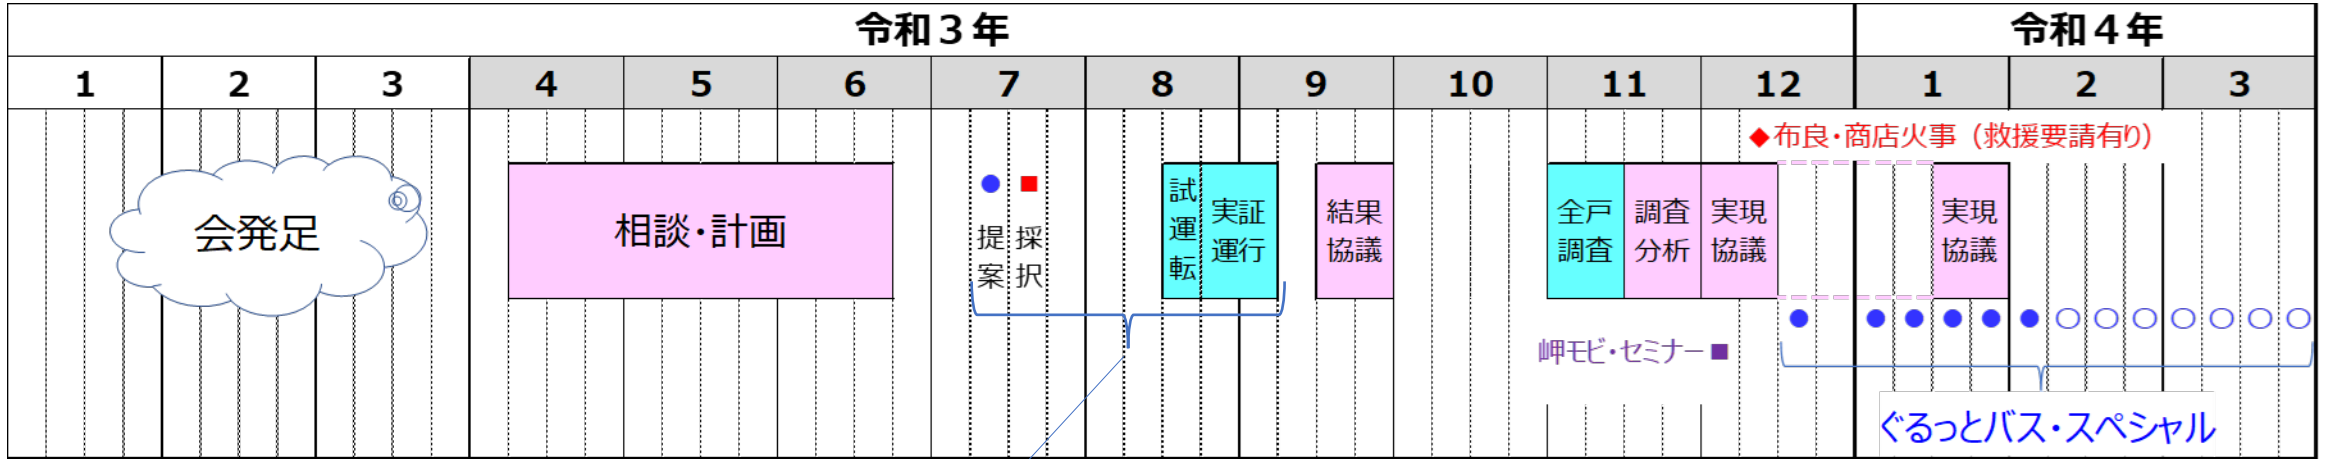 令和３年
令和４年
1 2 3 4 5 6 7 8 9 10 11 12 1 2 3
◆布良・商店火事（救援要請有り）
会発足
相談・計画
● 提案
■ 採択
試運転
実証
運行
結果
協議
全戸
調査
調査
分析
実現
協議
実現
協議
●●●●●●○○○○○○○
岬モビ・セミナー■
ぐるっとバス・スペシャル